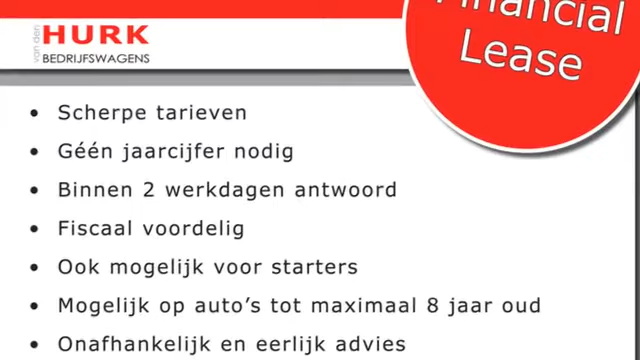 Financial
Lease
van den
HURK
BEDRIJFSWAGENS
• Scherpe tarieven
• Géén jaarcijfer nodig
• Binnen 2 werkdagen antwoord
• Fiscaal voordelig
• Ook mogelijk voor starters
• Mogelijk op auto's tot maximaal 8 jaar oud
• Onafhankelijk en eerlijk advies